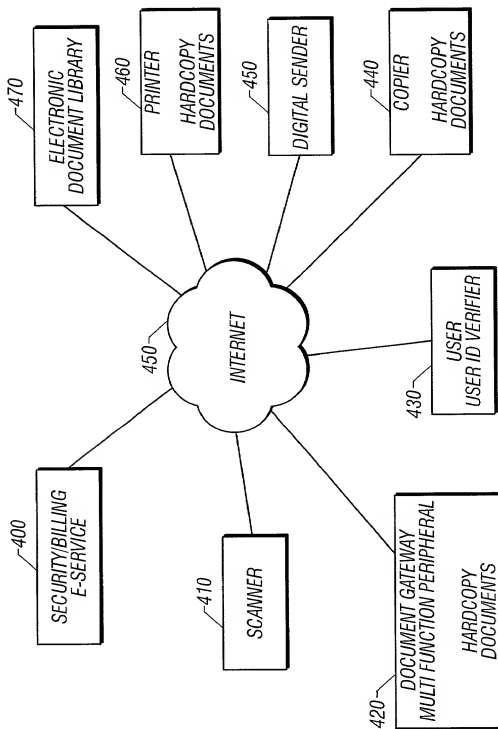 400
SECURITY/BILLING
E-SERVICE
450
INTERNET
470
ELECTRONIC
DOCUMENT LIBRARY
460
PRINTER
HARDCOPY
DOCUMENTS
450
DIGITAL SENDER
440
COPIER
HARDCOPY
DOCUMENTS
410
SCANNER
420
DOCUMENT GATEWAY
MULTI FUNCTION PERIPHERAL
HARDCOPY
DOCUMENTS
430
USER
USER ID VERIFIER